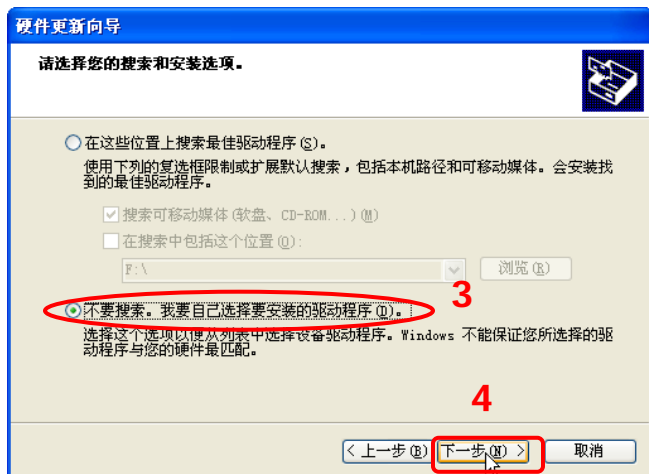 硬件更新向导
请选择您的搜索和安装选项。
在这些位置上搜索最佳驱动程序(S)。
使用下列的复选框限制或扩展默认搜索，包括本机路径和可移动媒体。会安装找
到的最佳驱动程序。
搜索可移动媒体(软盘、CD-ROM...)(M)
在搜索中包括这个位置(O):
F:\
浏览(R)
3
不要搜索。我要自己选择要安装的驱动程序(D)。
选择这个选项以便从列表中选择设备驱动程序。Windows 不能保证您所选择的驱
动程序与您的硬件最匹配。
4
< 上一步(B) 下一步(N) > 取消